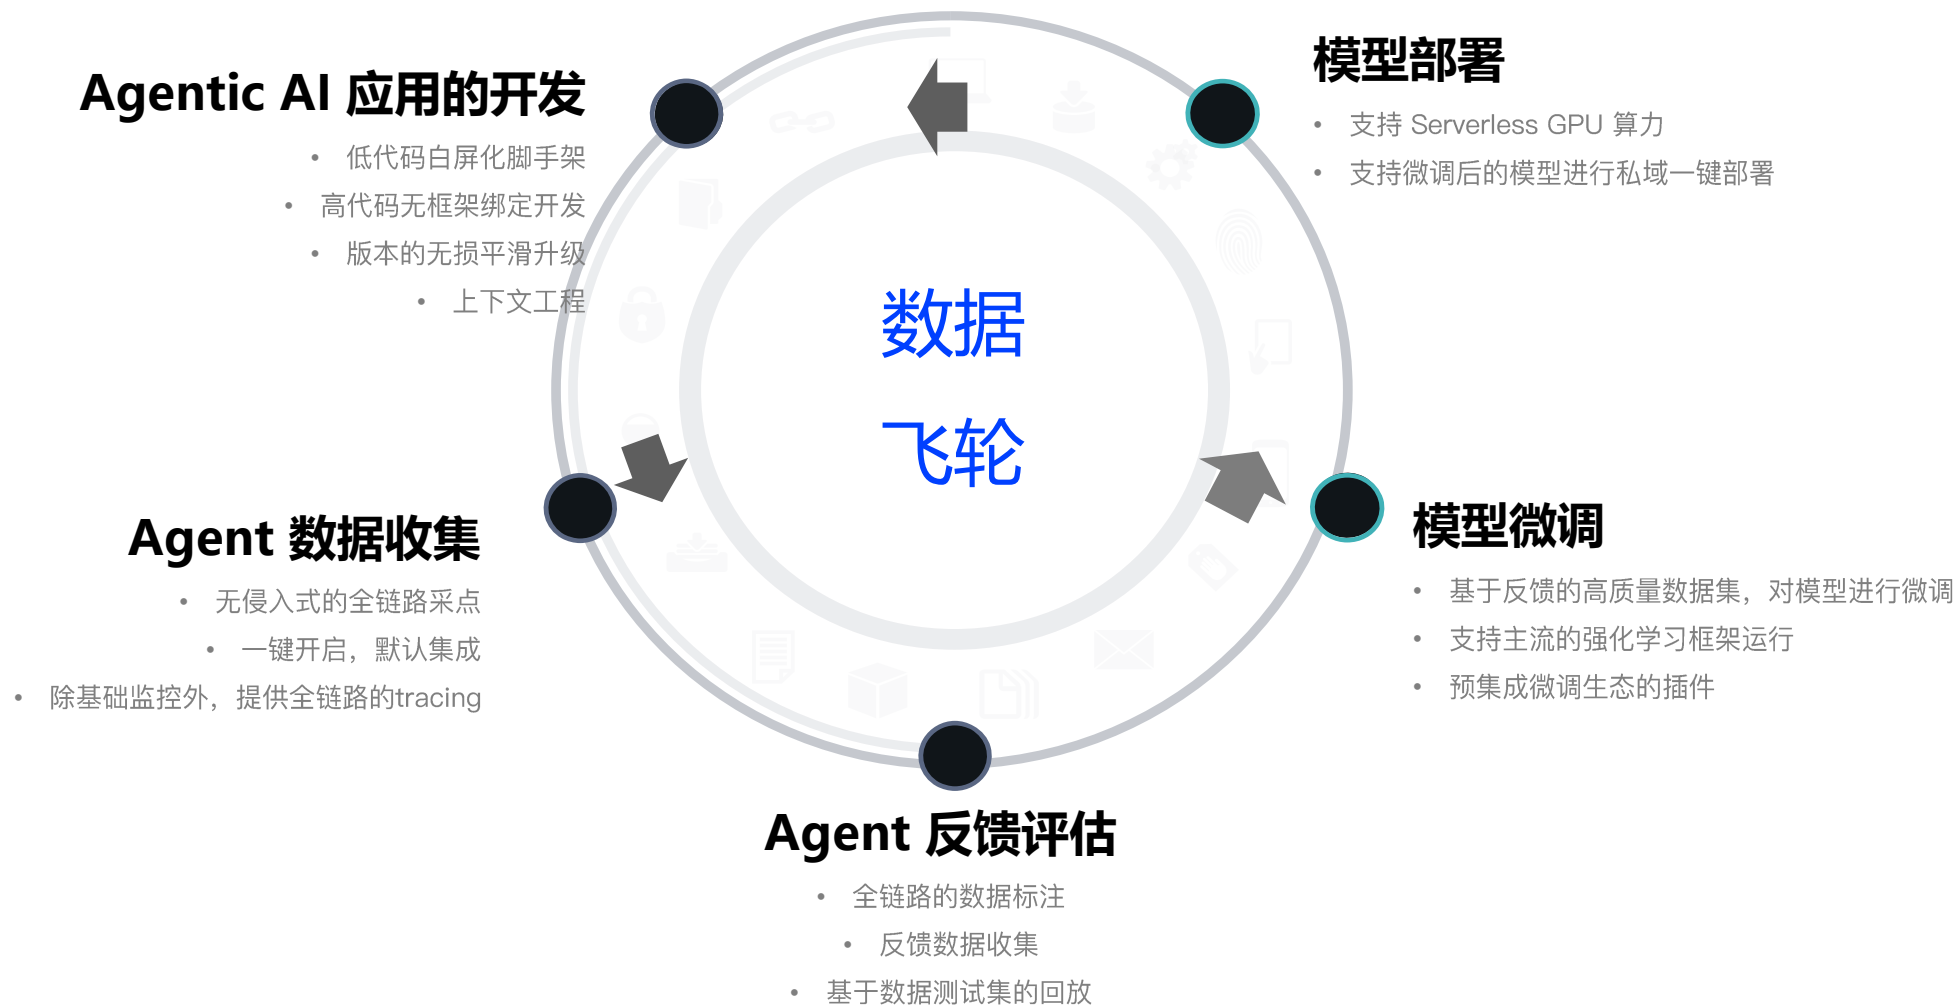 Agentic AI 应用的开发
• 低代码白屏化脚手架
• 高代码无框架绑定开发
• 版本的无损平滑升级
• 上下文工程
模型部署
• 支持 Serverless GPU 算力
• 支持微调后的模型进行私域一键部署
数据
飞轮
Agent 数据收集
• 无侵入式的全链路采点
• 一键开启，默认集成
• 除基础监控外，提供全链路的tracing
模型微调
• 基于反馈的高质量数据集，对模型进行微调
• 支持主流的强化学习框架运行
• 预集成微调生态的插件
Agent 反馈评估
• 全链路的数据标注
• 反馈数据收集
• 基于数据测试集的回放